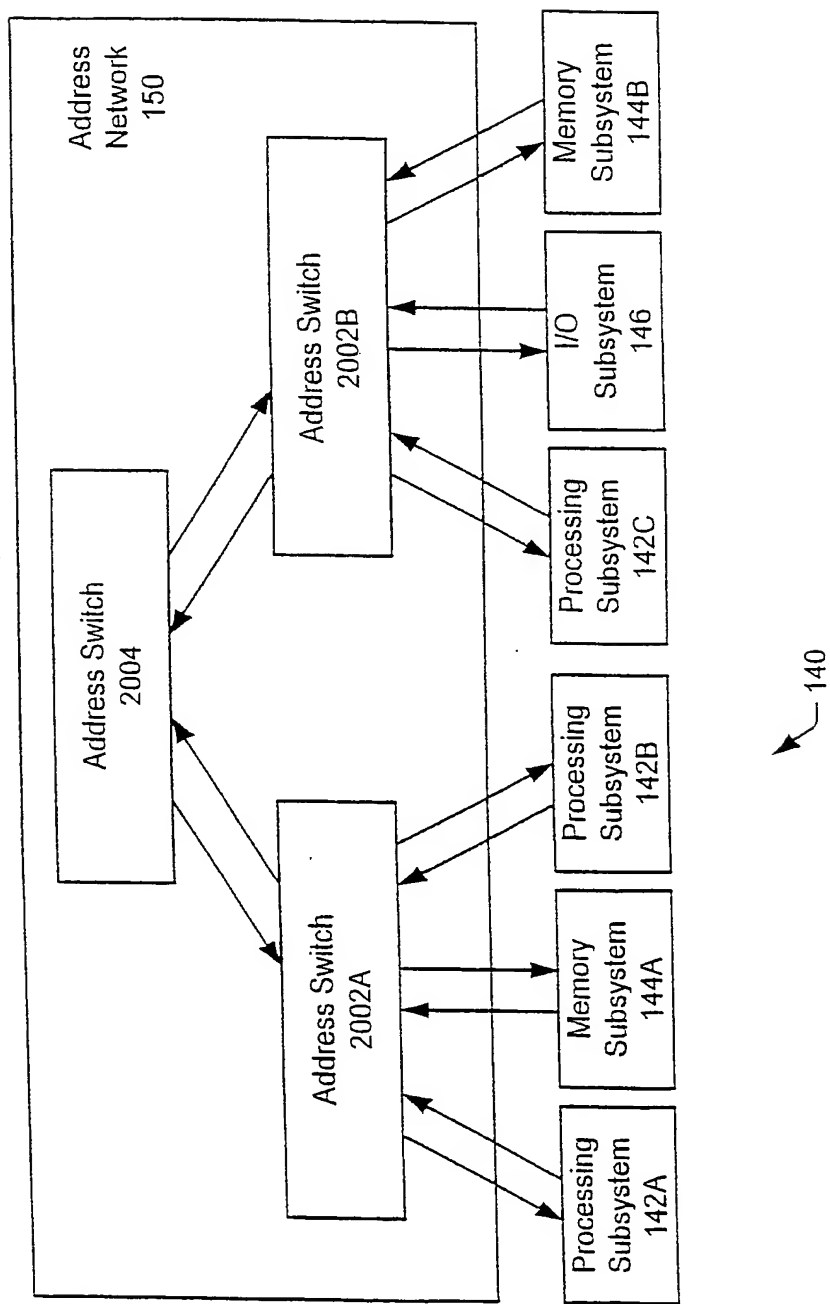 Address
Network
150
Address Switch
2004
Address Switch
2002A
Address Switch
2002B
Processing
Subsystem
142A
Memory
Subsystem
144A
Processing
Subsystem
142B
Processing
Subsystem
142C
I/O
Subsystem
146
Memory
Subsystem
144B
140